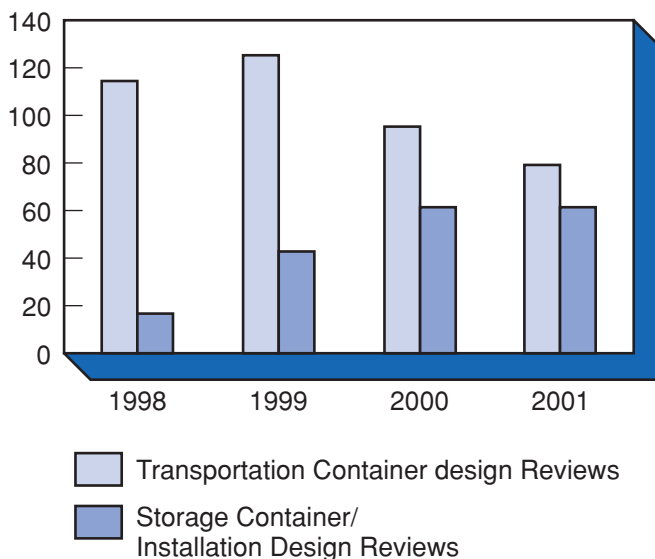 140
120
100
80
60
40
20
0
1998 1999 2000 2001
Transportation Container design Reviews
Storage Container/
Installation Design Reviews